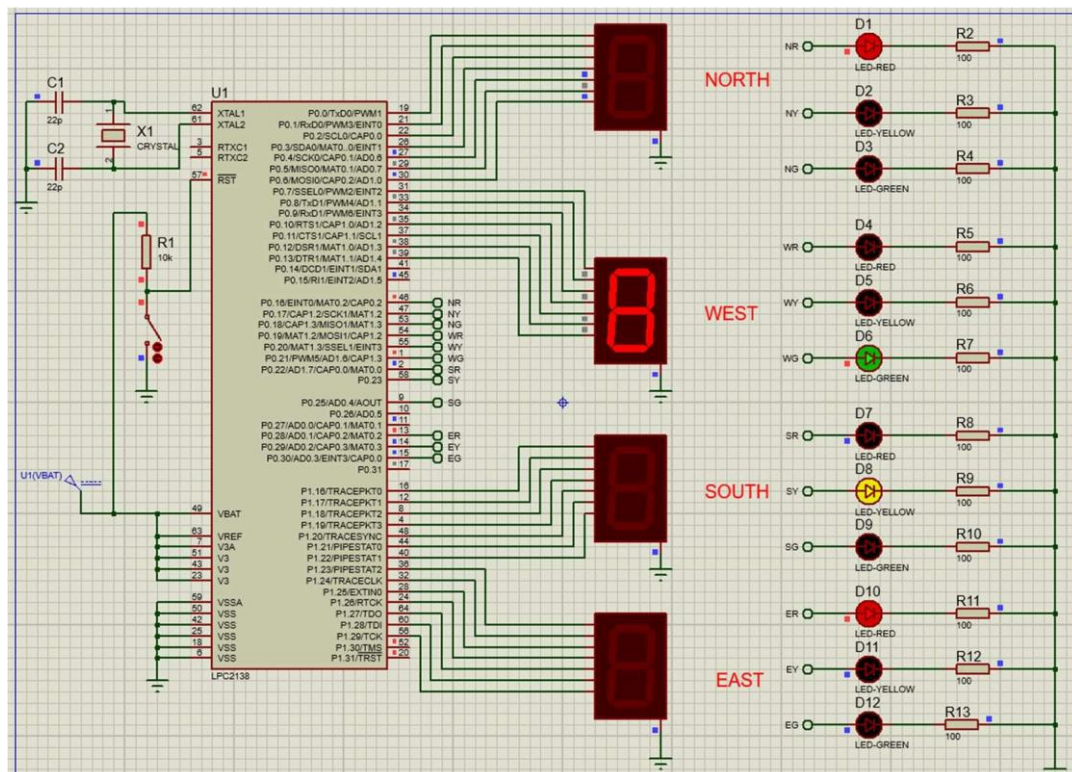 U1
C1
22p
C2
22p
X1
CRYSTAL
1
2
R1
10k
U1(VBAT)
62 XTAL1
61 XTAL2
3 RTXC1
5 RTXC2
57 RST
49 VBAT
63 VREF
7 V3A
51 V3
43 V3
23 V3
59 VSSA
50 VSS
42 VSS
25 VSS
18 VSS
6 VSS
LPC2138
P0.0/TxD0/PWM1 19
P0.1/RxD0/PWM3/EINT0 21
P0.2/SCL0/CAP0.0 22
P0.3/SDA0/MAT0..0/EINT1 26
P0.4/SCK0/CAP0.1/AD0.6 27
P0.5/MISO0/MAT0.1/AD0.7 29
P0.6/MOSI0/CAP0.2/AD1.0 30
P0.7/SSEL0/PWM2/EINT2 31
P0.8/TxD1/PWM4/AD1.1 33
P0.9/RxD1/PWM6/EINT3 34
P0.10/RTS1/CAP1.0/AD1.2 35
P0.11/CTS1/CAP1.1/SCL1 37
P0.12/DSR1/MAT1.0/AD1.3 38
P0.13/DTR1/MAT1.1/AD1.4 39
P0.14/DCD1/EINT1/SDA1 41
P0.15/RI1/EINT2/AD1.5 45
P0.16/EINT0/MAT0.2/CAP0.2 46 NR
P0.17/CAP1.2/SCK1/MAT1.2 47 NY
P0.18/CAP1.3/MISO1/MAT1.3 53 NG
P0.19/MAT1.2/MOSI1/CAP1.2 54 WR
P0.20/MAT1.3/SSEL1/EINT3 55 WY
P0.21/PWM5/AD1.6/CAP1.3 1 WG
P0.22/AD1.7/CAP0.0/MAT0.0 2 SR
P0.23 58 SY
P0.25/AD0.4/AOUT 9 SG
P0.26/AD0.5 10
P0.27/AD0.0/CAP0.1/MAT0.1 11
P0.28/AD0.1/CAP0.2/MAT0.2 13 ER
P0.29/AD0.2/CAP0.3/MAT0.3 14 EY
P0.30/AD0.3/EINT3/CAP0.0 15 EG
P0.31 17
P1.16/TRACEPKT0 16
P1.17/TRACEPKT1 12
P1.18/TRACEPKT2 8
P1.19/TRACEPKT3 4
P1.20/TRACESYNC 48
P1.21/PIPESTAT0 44
P1.22/PIPESTAT1 40
P1.23/PIPESTAT2 36
P1.24/TRACECLK 32
P1.25/EXTIN0 28
P1.26/RTCK 24
P1.27/TDO 64
P1.28/TDI 60
P1.29/TCK 56
P1.30/TMS 52
P1.31/TRST 20
NORTH
WEST
SOUTH
EAST
D1 R2
NR
LED-RED 100
D2 R3
NY
LED-YELLOW 100
D3 R4
NG
LED-GREEN 100
D4 R5
WR
LED-RED 100
D5 R6
WY
LED-YELLOW 100
D6 R7
WG
LED-GREEN 100
D7 R8
SR
LED-RED 100
D8 R9
SY
LED-YELLOW 100
D9 R10
SG
LED-GREEN 100
D10 R11
ER
LED-RED 100
D11 R12
EY
LED-YELLOW 100
D12 R13
EG
LED-GREEN 100